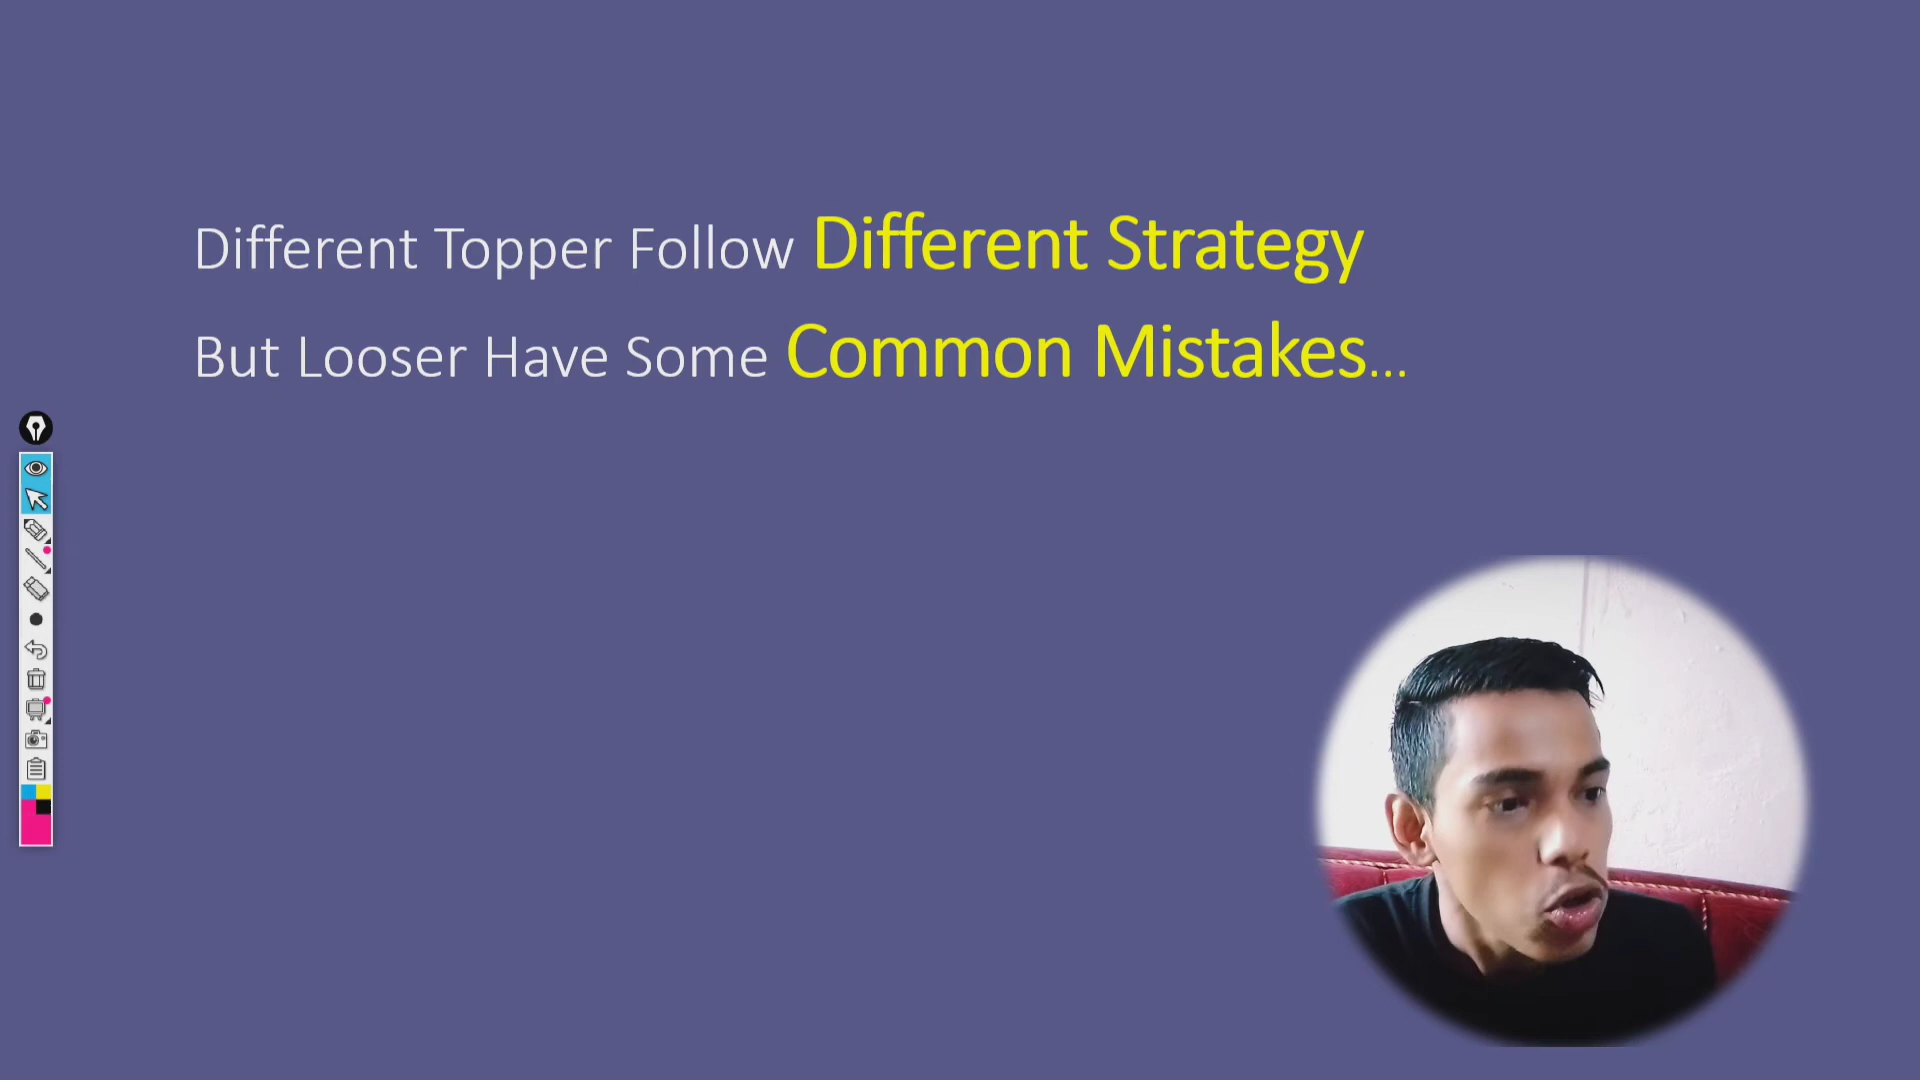 Different Topper Follow Different Strategy
But Looser Have Some Common Mistakes...